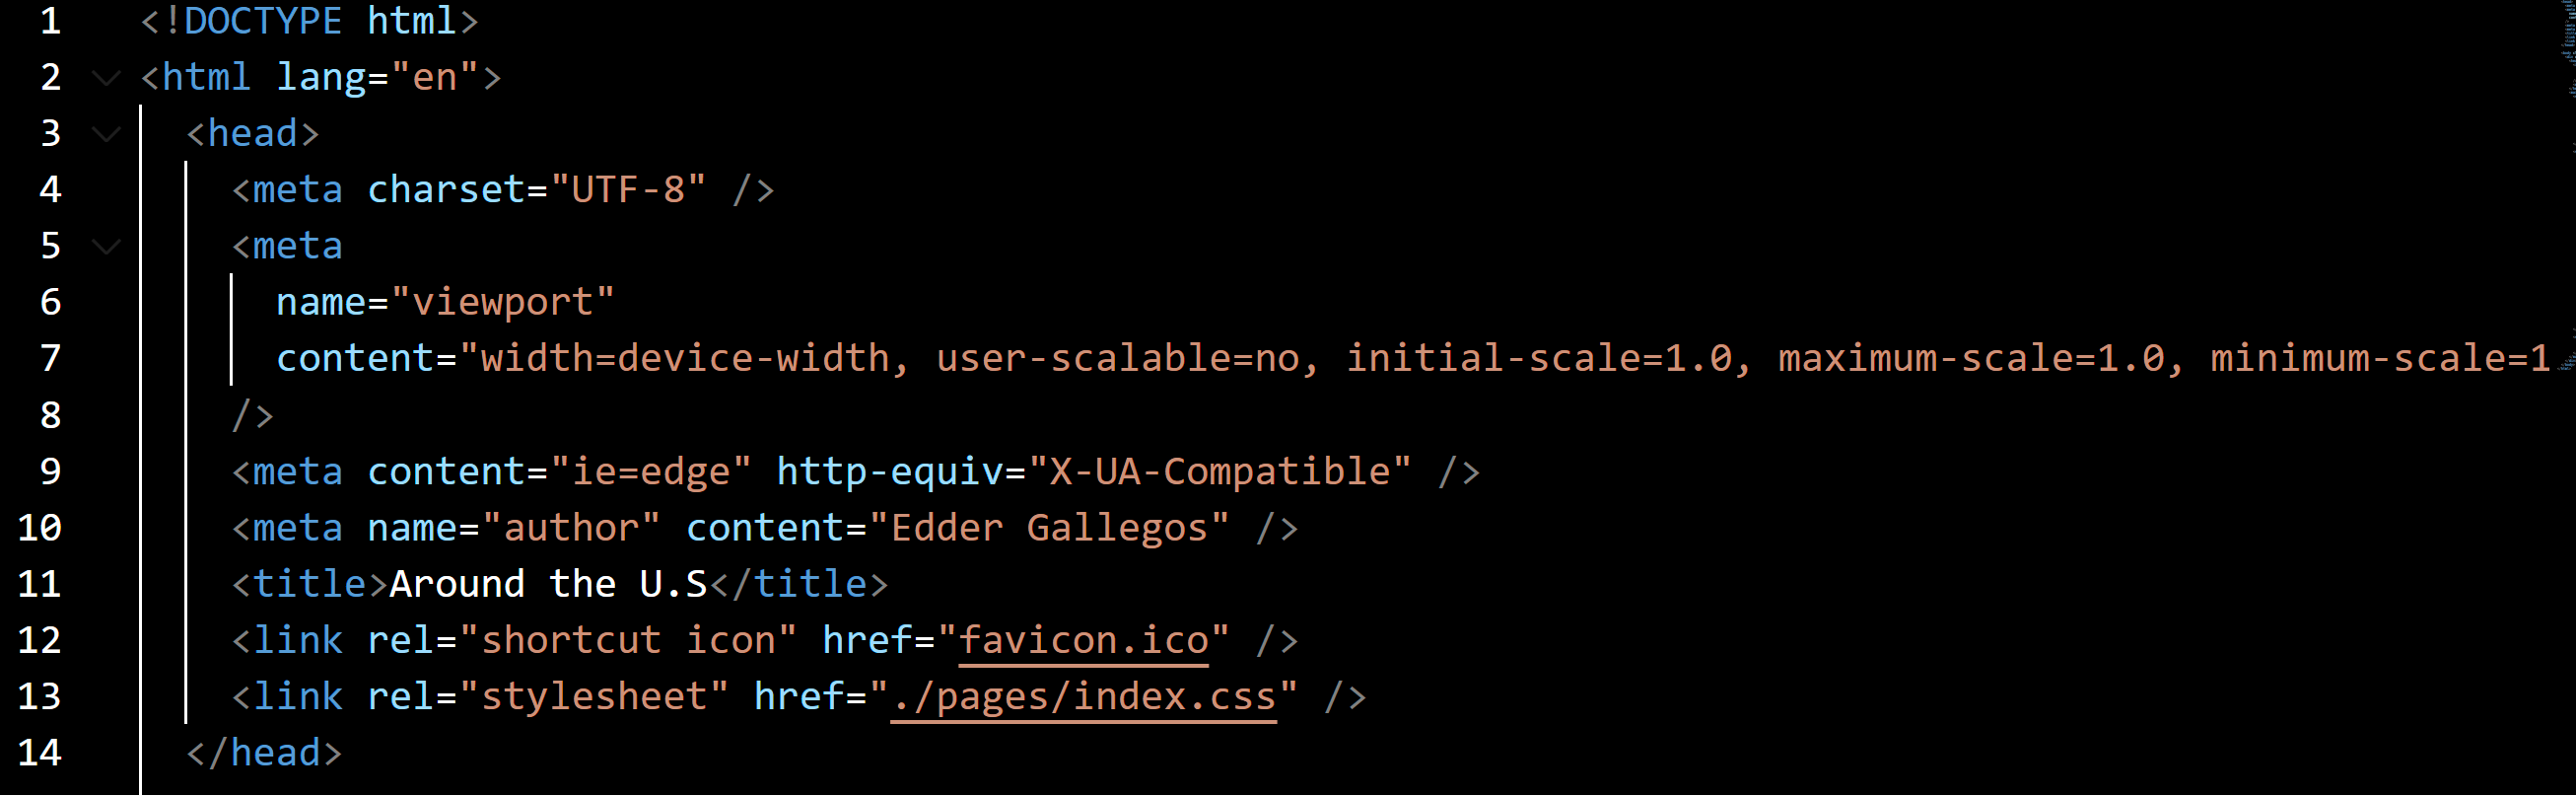 1 <!DOCTYPE html>
2 <html lang="en">
3 <head>
4 <meta charset="UTF-8" />
5 <meta
6 name="viewport"
7 content="width=device-width, user-scalable=no, initial-scale=1.0, maximum-scale=1.0, minimum-scale=1
8 />
9 <meta content="ie=edge" http-equiv="X-UA-Compatible" />
10 <meta name="author" content="Edder Gallegos" />
11 <title>Around the U.S</title>
12 <link rel="shortcut icon" href="favicon.ico" />
13 <link rel="stylesheet" href="./pages/index.css" />
14 </head>